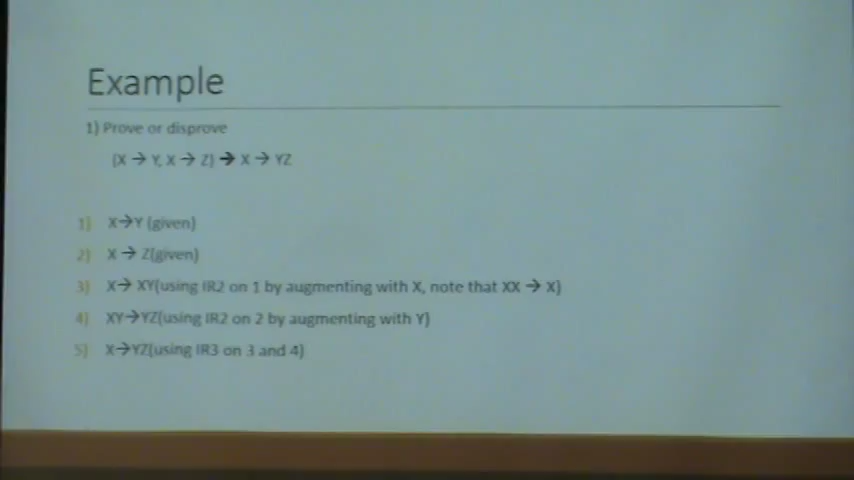 Example
1) Prove or disprove
{X → Y, X → Z} → X → YZ
1) X→Y (given)
2) X → Z(given)
3) X→ XY(using IR2 on 1 by augmenting with X, note that XX → X)
4) XY→YZ(using IR2 on 2 by augmenting with Y)
5) X→YZ(using IR3 on 3 and 4)